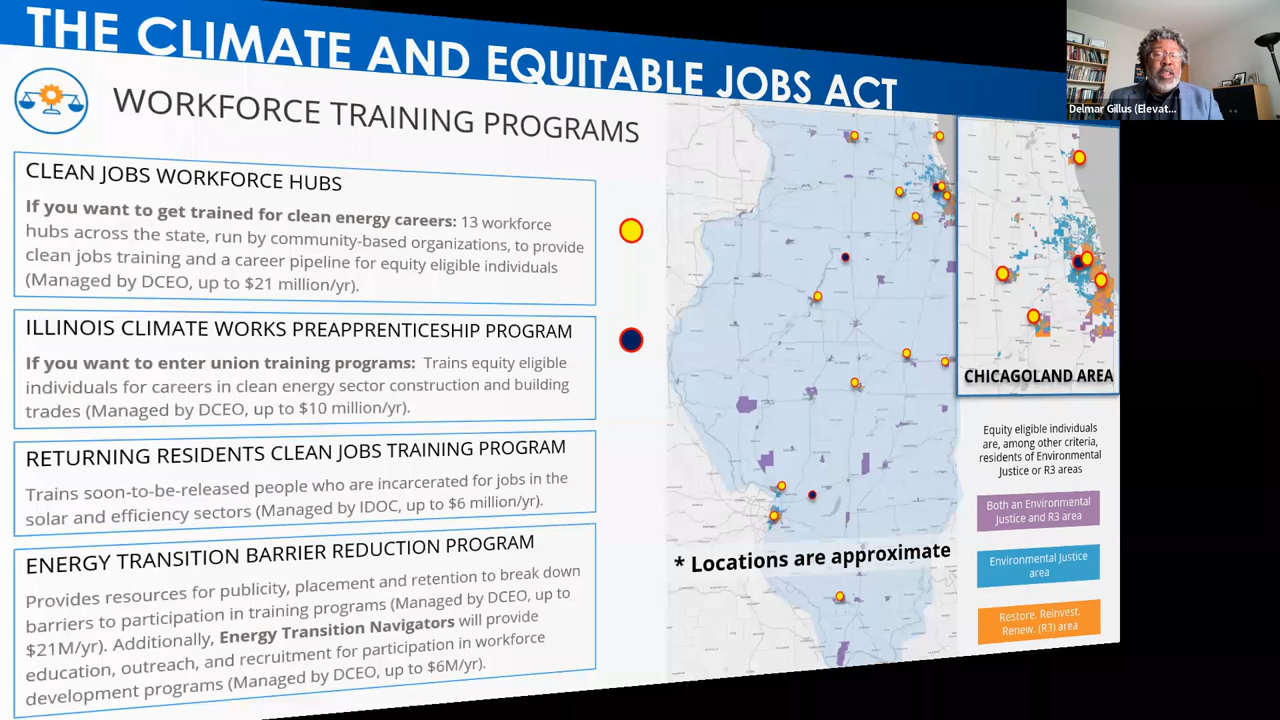 THE CLIMATE AND EQUITABLE JOBS ACT
WORKFORCE TRAINING PROGRAMS
CLEAN JOBS WORKFORCE HUBS
If you want to get trained for clean energy careers: 13 workforce
hubs across the state, run by community-based organizations, to provide
clean jobs training and a career pipeline for equity eligible individuals
(Managed by DCEO, up to $21 million/yr).
ILLINOIS CLIMATE WORKS PREAPPRENTICESHIP PROGRAM
If you want to enter union training programs: Trains equity eligible
individuals for careers in clean energy sector construction and building
trades (Managed by DCEO, up to $10 million/yr).
RETURNING RESIDENTS CLEAN JOBS TRAINING PROGRAM
Trains soon-to-be-released people who are incarcerated for jobs in the
solar and efficiency sectors (Managed by IDOC, up to $6 million/yr).
ENERGY TRANSITION BARRIER REDUCTION PROGRAM
Provides resources for publicity, placement and retention to break down
barriers to participation in training programs (Managed by DCEO, up to
$21M/yr). Additionally, Energy Transition Navigators will provide
education, outreach, and recruitment for participation in workforce
development programs (Managed by DCEO, up to $6M/yr).
* Locations are approximate
CHICAGOLAND AREA
Equity eligible individuals
are, among other criteria,
residents of Environmental
Justice or R3 areas
Both an Environmental
Justice and R3 area
Environmental Justice
area
Restore. Reinvest.
Renew. (R3) area
Delmar Gillus (Elevat...